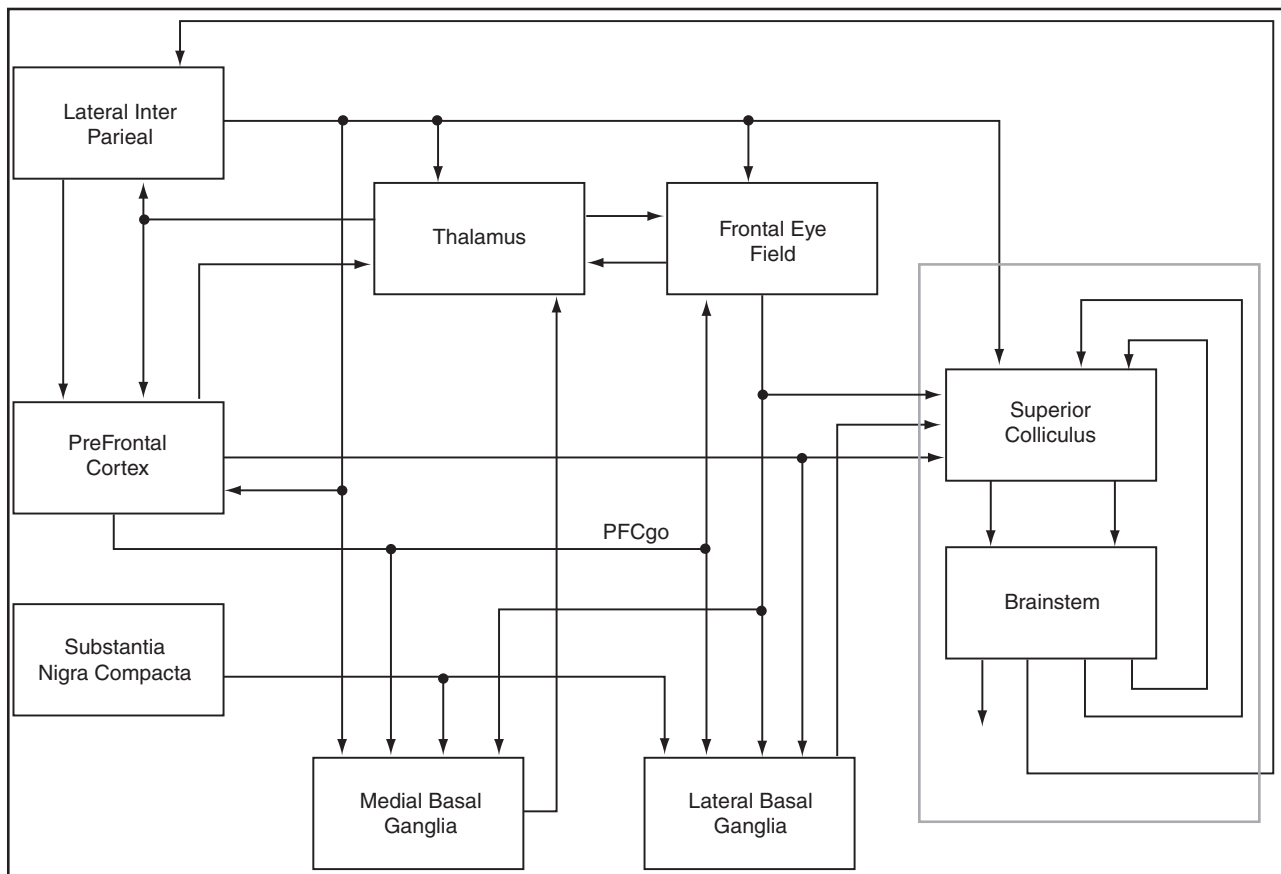 Lateral Inter
Parieal
Thalamus
Frontal Eye
Field
Superior
Colliculus
PreFrontal
Cortex
PFCgo
Brainstem
Substantia
Nigra Compacta
Medial Basal
Ganglia
Lateral Basal
Ganglia